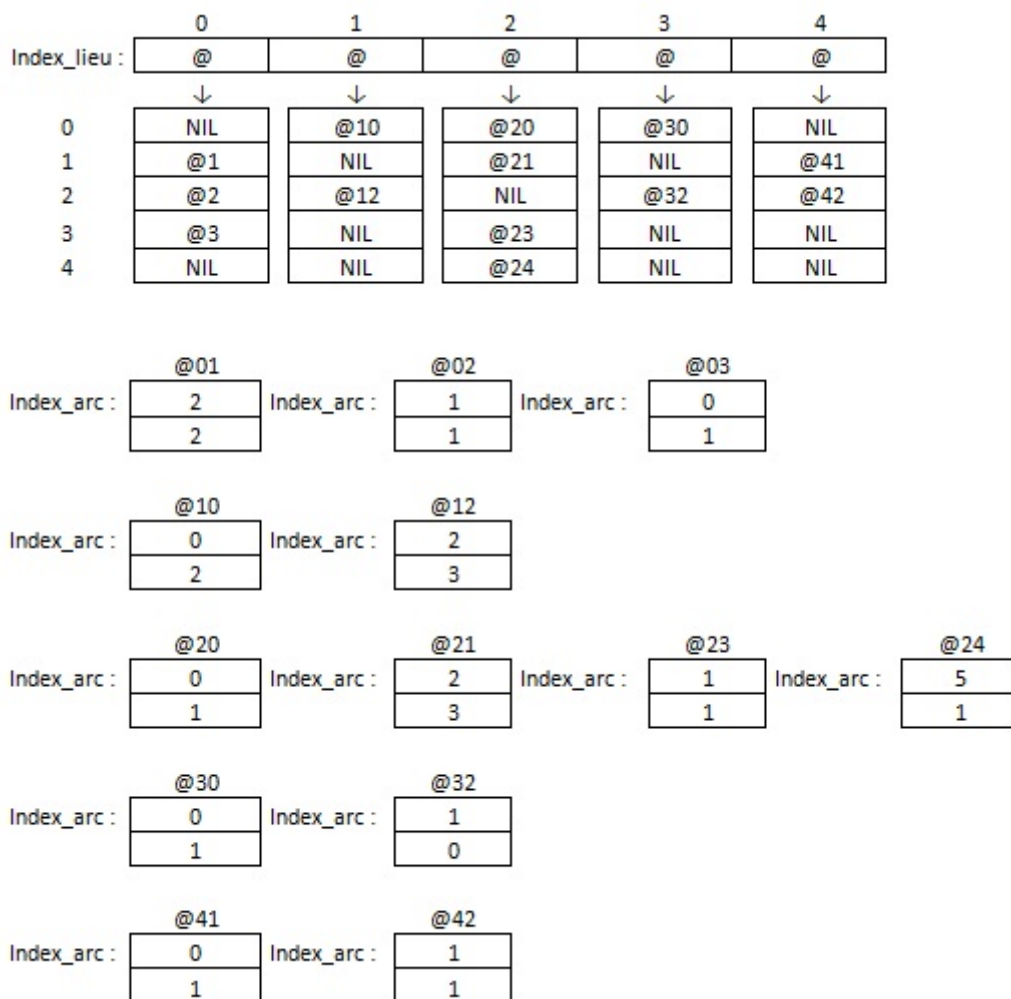 0 1 2 3 4
Index_lieu : @ @ @ @ @
↓ ↓ ↓ ↓ ↓
0 NIL @10 @20 @30 NIL
1 @1 NIL @21 NIL @41
2 @2 @12 NIL @32 @42
3 @3 NIL @23 NIL NIL
4 NIL NIL @24 NIL NIL
@01 @02 @03
Index_arc : 2 Index_arc : 1 Index_arc : 0
2 1 1
@10 @12
Index_arc : 0 Index_arc : 2
2 3
@20 @21 @23 @24
Index_arc : 0 Index_arc : 2 Index_arc : 1 Index_arc : 5
1 3 1 1
@30 @32
Index_arc : 0 Index_arc : 1
1 0
@41 @42
Index_arc : 0 Index_arc : 1
1 1